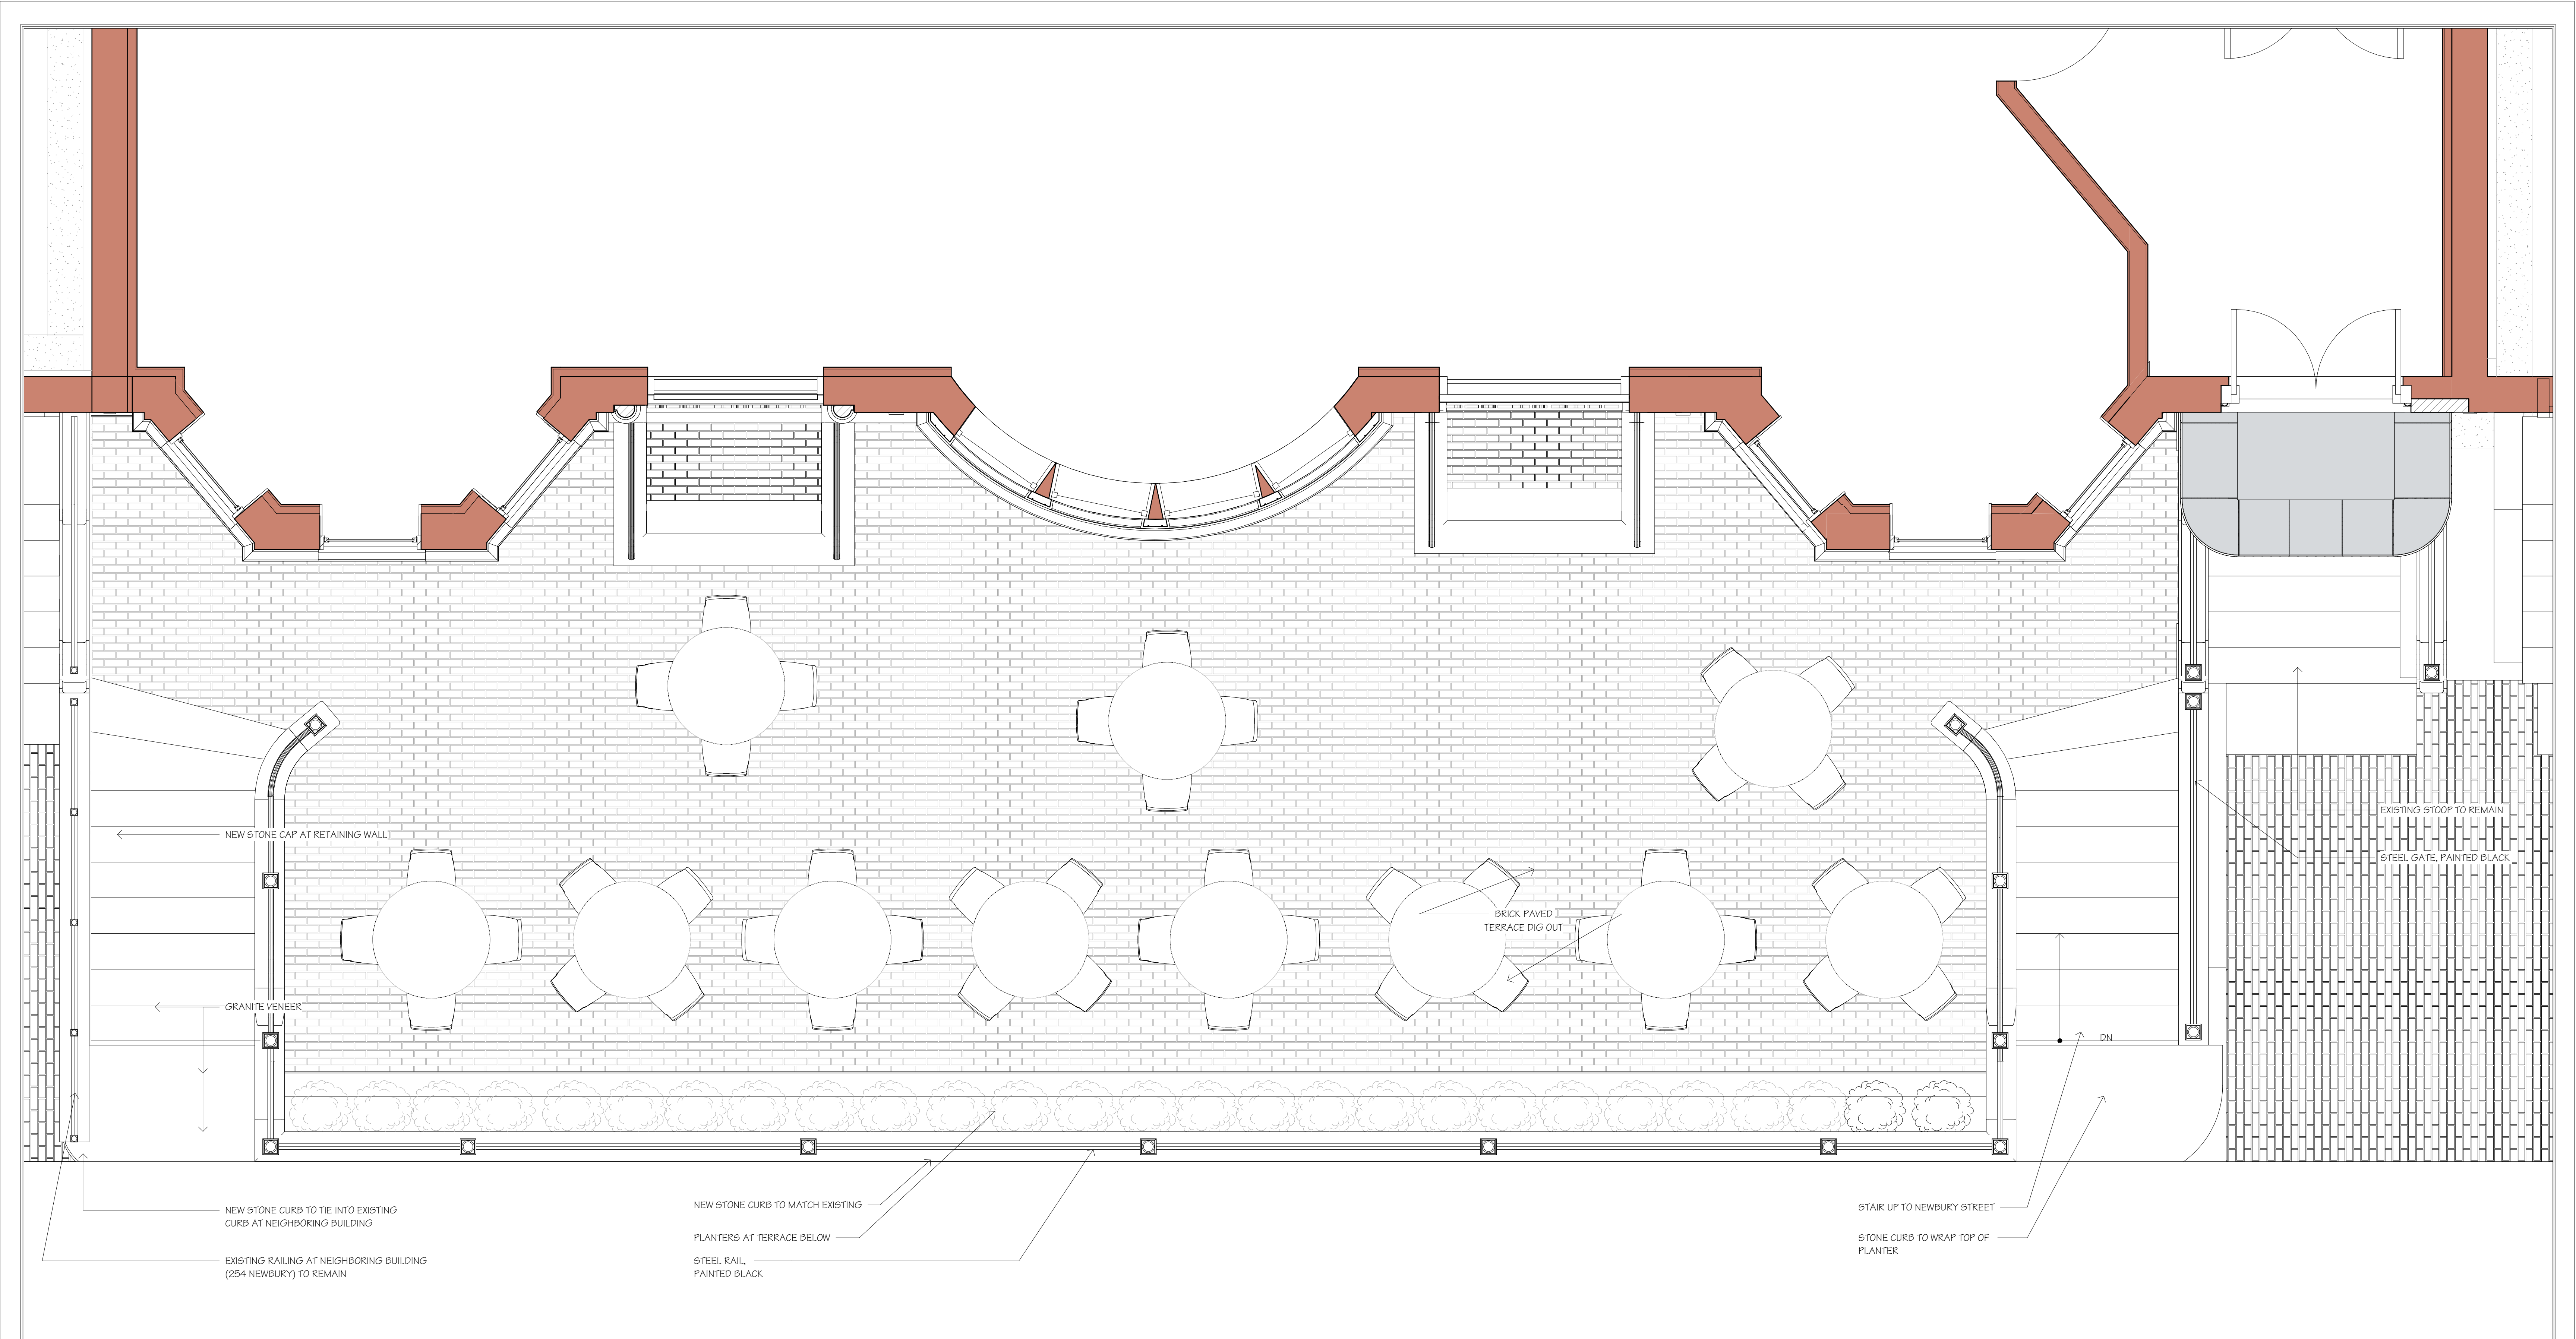 NEW STONE CAP AT RETAINING WALL
GRANITE VENEER
BRICK PAVED
TERRACE DIG OUT
EXISTING STOOP TO REMAIN
STEEL GATE, PAINTED BLACK
DN
NEW STONE CURB TO TIE INTO EXISTING
CURB AT NEIGHBORING BUILDING
EXISTING RAILING AT NEIGHBORING BUILDING
(254 NEWBURY) TO REMAIN
NEW STONE CURB TO MATCH EXISTING
PLANTERS AT TERRACE BELOW
STEEL RAIL,
PAINTED BLACK
STAIR UP TO NEWBURY STREET
STONE CURB TO WRAP TOP OF
PLANTER